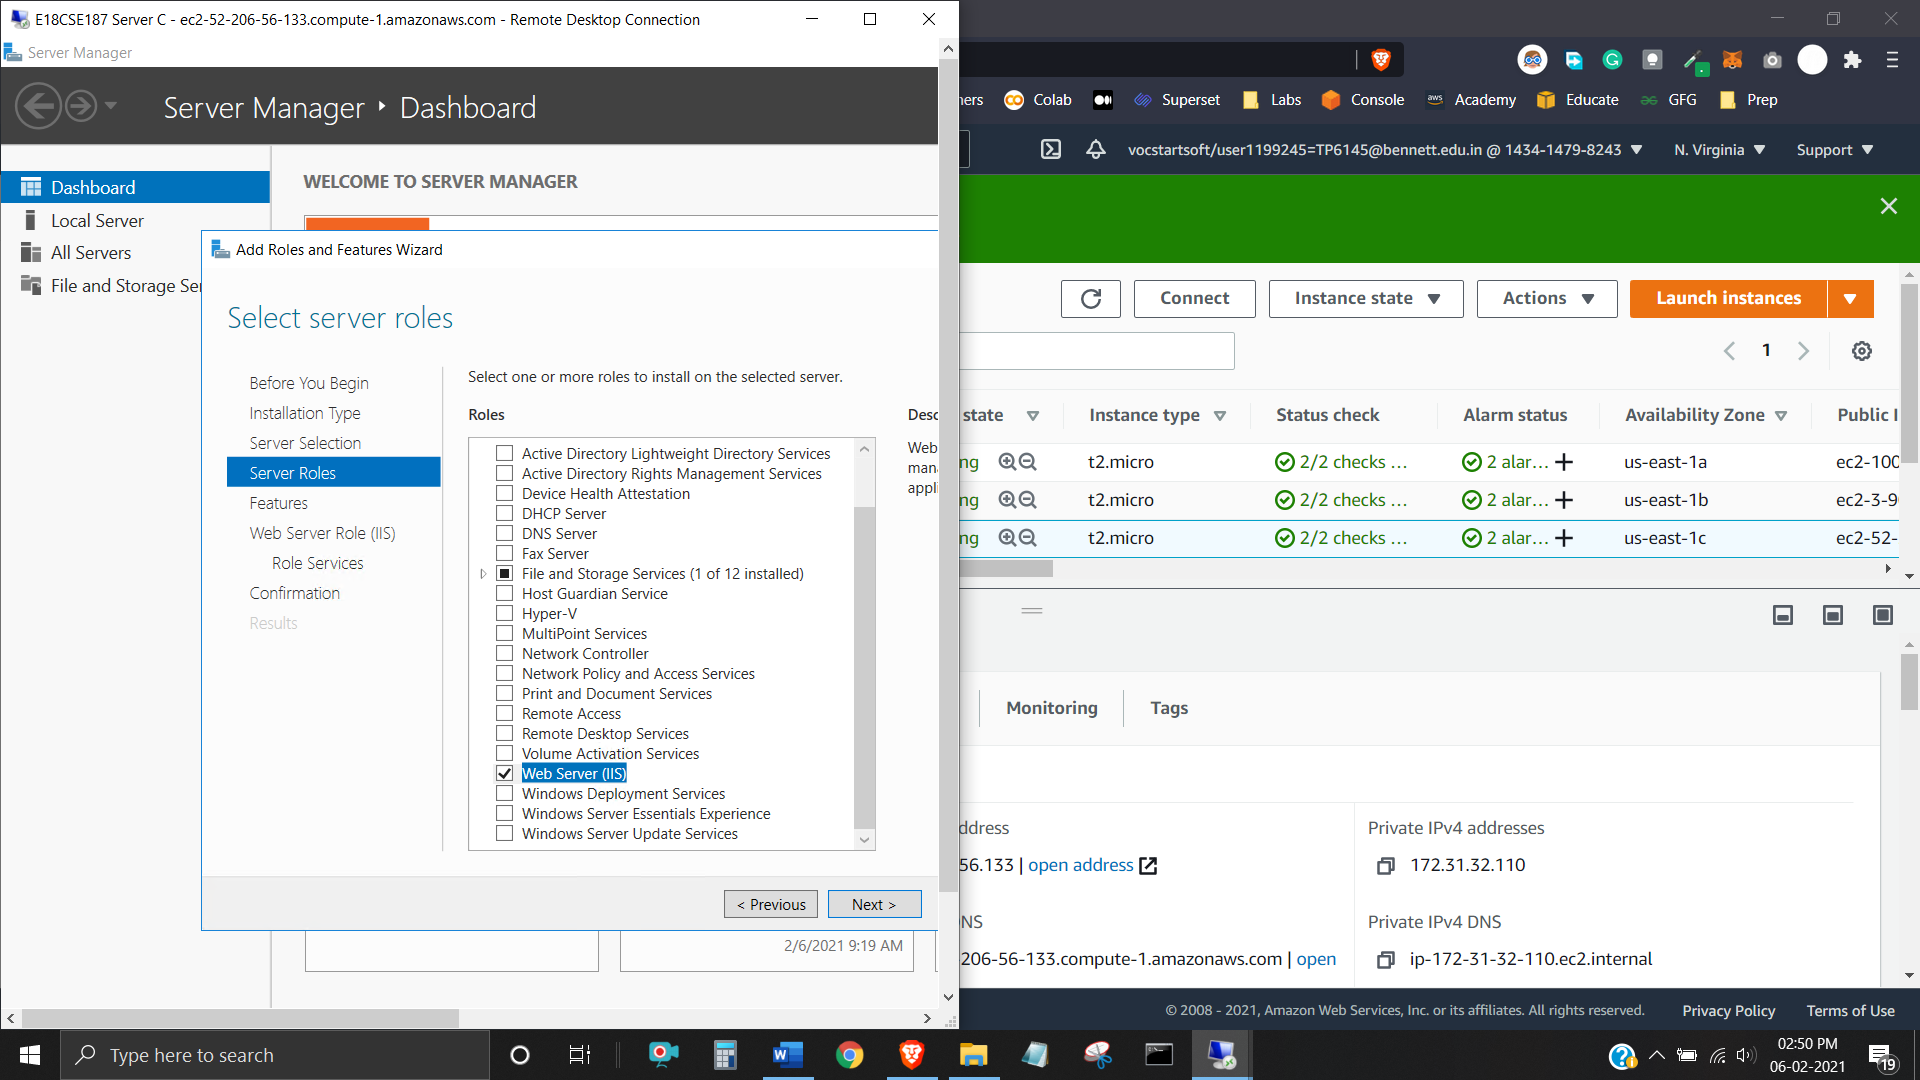 E18CSE187 Server C - ec2-52-206-56-133.compute-1.amazonaws.com - Remote Desktop Connection
Server Manager
Server Manager ‣ Dashboard
Dashboard
Local Server
All Servers
File and Storage Ser
WELCOME TO SERVER MANAGER
Add Roles and Features Wizard
Select server roles
Before You Begin
Installation Type
Server Selection
Server Roles
Features
Web Server Role (IIS)
Role Services
Confirmation
Results
Select one or more roles to install on the selected server.
Roles
Active Directory Lightweight Directory Services
Active Directory Rights Management Services
Device Health Attestation
DHCP Server
DNS Server
Fax Server
File and Storage Services (1 of 12 installed)
Host Guardian Service
Hyper-V
MultiPoint Services
Network Controller
Network Policy and Access Services
Print and Document Services
Remote Access
Remote Desktop Services
Volume Activation Services
Web Server (IIS)
Windows Deployment Services
Windows Server Essentials Experience
Windows Server Update Services
Desc
Web
mana
appli
< Previous
Next >
2/6/2021 9:19 AM
ners
Colab
Superset
Labs
Console
aws
Academy
Educate
GFG
Prep
vocstartsoft/user1199245=TP6145@bennett.edu.in @ 1434-1479-8243
N. Virginia
Support
Connect
Instance state
Actions
Launch instances
1
state
Instance type
Status check
Alarm status
Availability Zone
Public I
ng t2.micro 2/2 checks ... 2 alar... + us-east-1a ec2-100
ng t2.micro 2/2 checks ... 2 alar... + us-east-1b ec2-3-9
ng t2.micro 2/2 checks ... 2 alar... + us-east-1c ec2-52-
Monitoring
Tags
ddress
56.133 | open address
Private IPv4 addresses
172.31.32.110
NS
206-56-133.compute-1.amazonaws.com | open
Private IPv4 DNS
ip-172-31-32-110.ec2.internal
© 2008 - 2021, Amazon Web Services, Inc. or its affiliates. All rights reserved.
Privacy Policy
Terms of Use
Type here to search
02:50 PM
06-02-2021
19